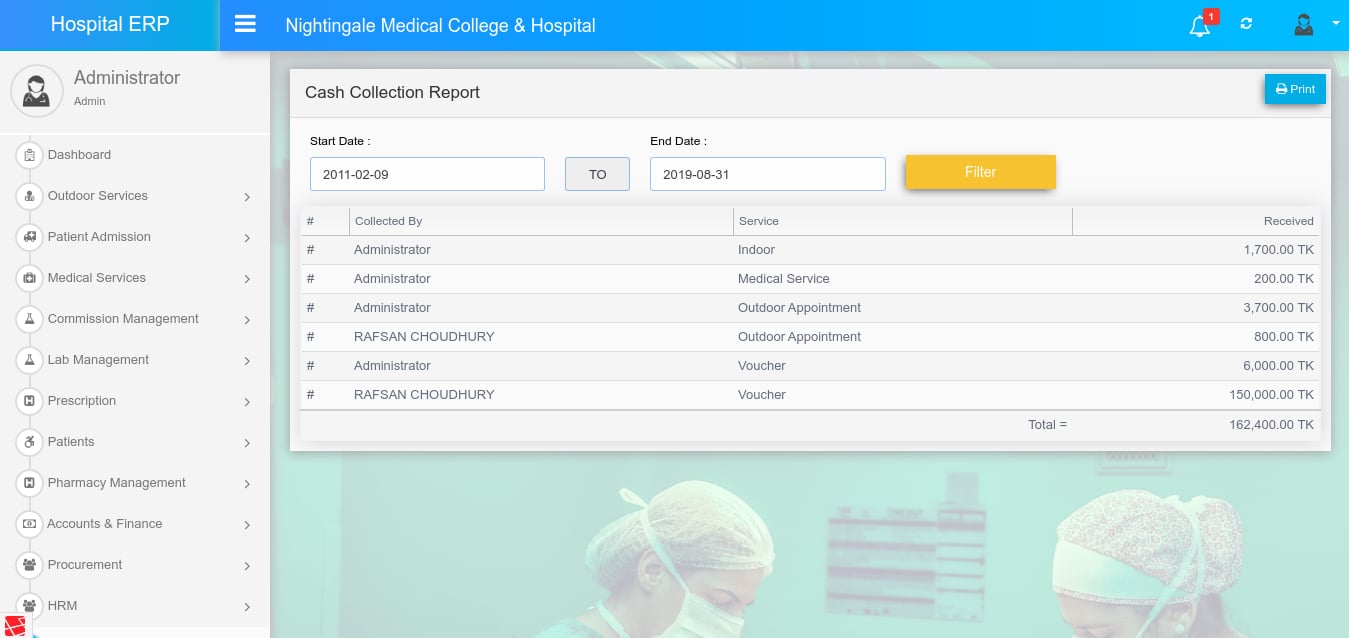 Hospital ERP
Nightingale Medical College & Hospital
1
Administrator
Admin
Dashboard
Outdoor Services
Patient Admission
Medical Services
Commission Management
Lab Management
Prescription
Patients
Pharmacy Management
Accounts & Finance
Procurement
HRM
Cash Collection Report
Print
Start Date :
End Date :
2011-02-09 TO 2019-08-31 Filter
# Collected By Service Received
# Administrator Indoor 1,700.00 TK
# Administrator Medical Service 200.00 TK
# Administrator Outdoor Appointment 3,700.00 TK
# RAFSAN CHOUDHURY Outdoor Appointment 800.00 TK
# Administrator Voucher 6,000.00 TK
# RAFSAN CHOUDHURY Voucher 150,000.00 TK
Total = 162,400.00 TK